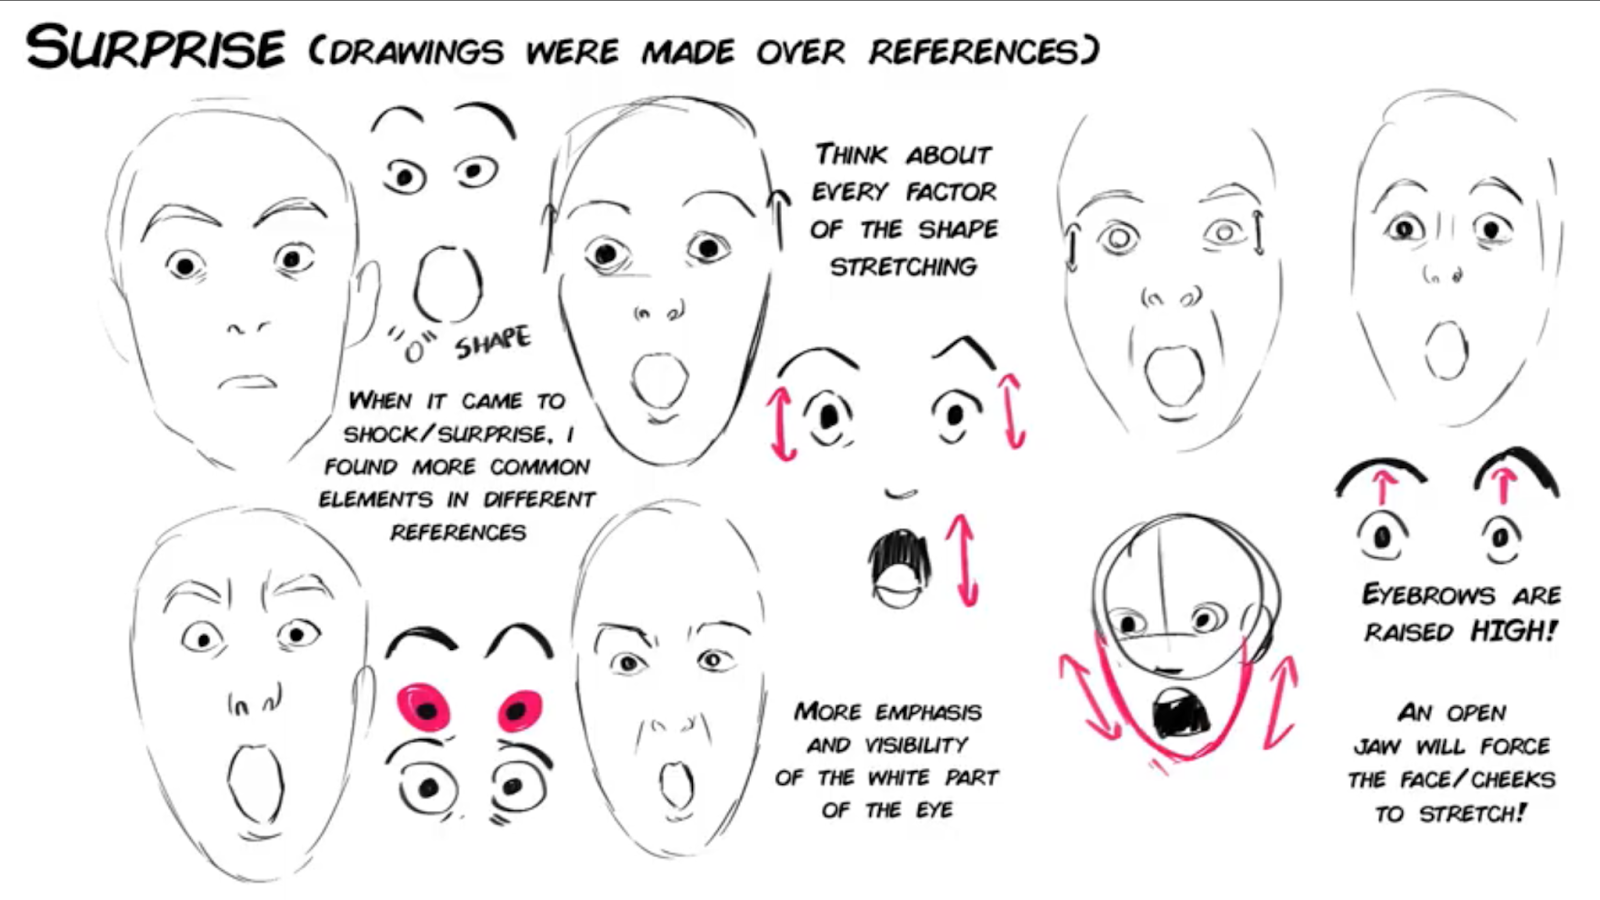 SURPRISE (DRAWINGS WERE MADE OVER REFERENCES)
"O" SHAPE
WHEN IT CAME TO
SHOCK/SURPRISE, I
FOUND MORE COMMON
ELEMENTS IN DIFFERENT
REFERENCES
THINK ABOUT
EVERY FACTOR
OF THE SHAPE
STRETCHING
EYEBROWS ARE
RAISED HIGH!
MORE EMPHASIS
AND VISIBILITY
OF THE WHITE PART
OF THE EYE
AN OPEN
JAW WILL FORCE
THE FACE/CHEEKS
TO STRETCH!